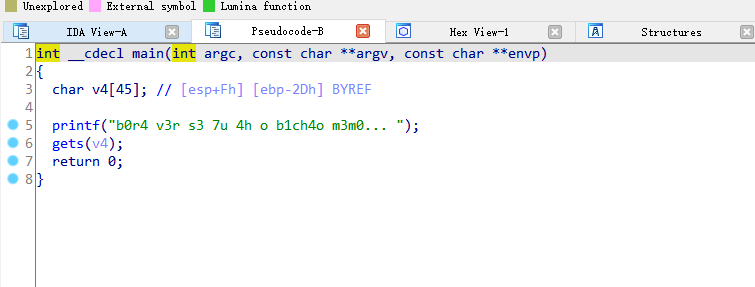 Unexplored External symbol Lumina function
IDA View-A Pseudocode-B Hex View-1 Structures
1 int __cdecl main(int argc, const char **argv, const char **envp)
2 {
3 char v4[45]; // [esp+Fh] [ebp-2Dh] BYREF
4
5 printf("b0r4 v3r s3 7u 4h o b1ch4o m3m0... ");
6 gets(v4);
7 return 0;
8 }